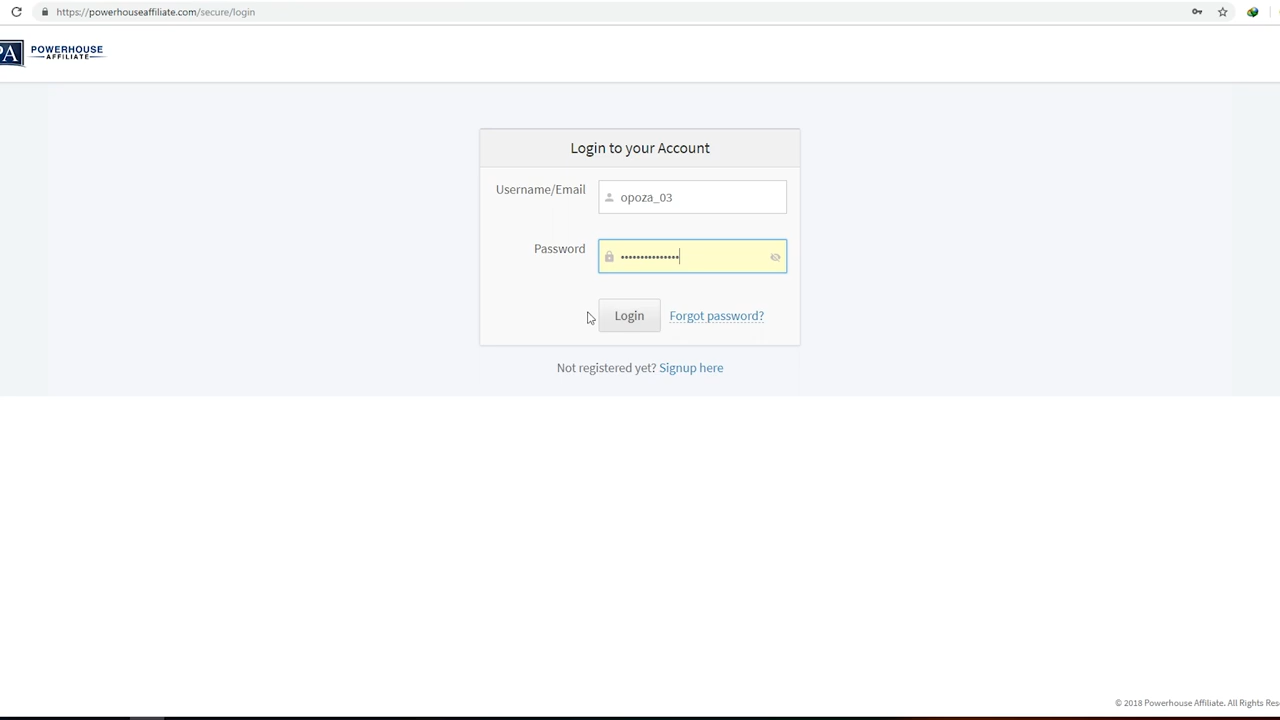 https://powerhouseaffiliate.com/secure/login
PA POWERHOUSE
AFFILIATE
Login to your Account
Username/Email
opoza_03
Password
•••••••••••••••
Login Forgot password?
Not registered yet? Signup here
© 2018 Powerhouse Affiliate. All Rights Res